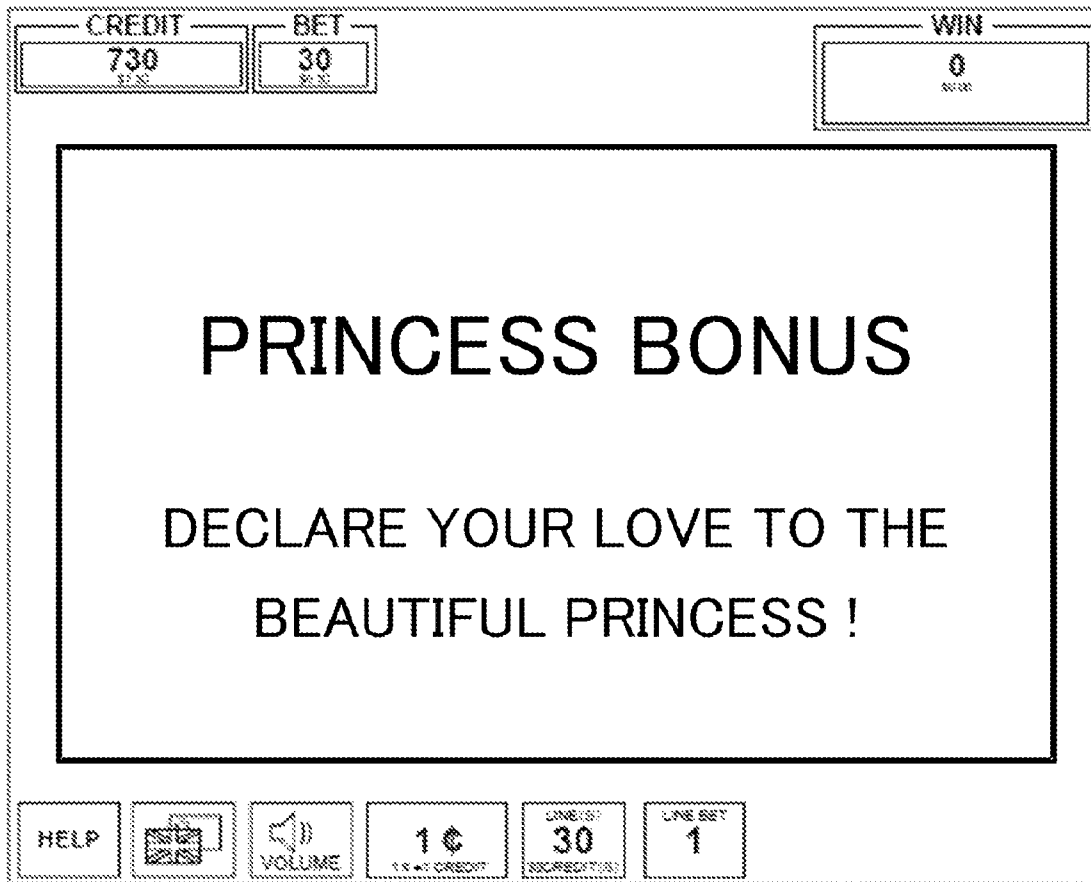 CREDIT
730
BET
30
WIN
0
PRINCESS BONUS
DECLARE YOUR LOVE TO THE
BEAUTIFUL PRINCESS !
HELP
VOLUME
1 ¢
LINE(S)
30
LINE BET
1